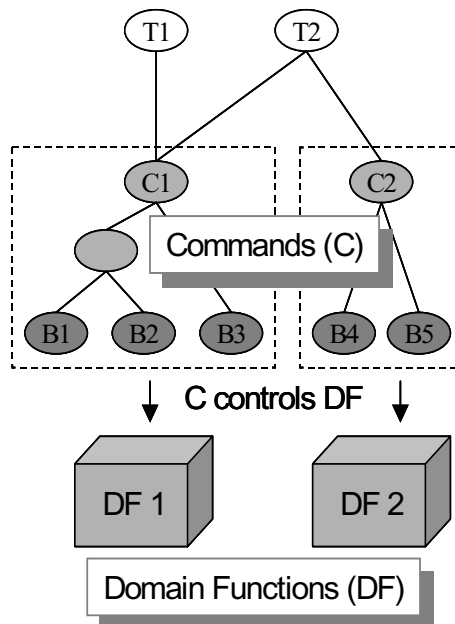 T1 T2
C1 C2
Commands (C)
B1 B2 B3 B4 B5
C controls DF
DF 1 DF 2
Domain Functions (DF)